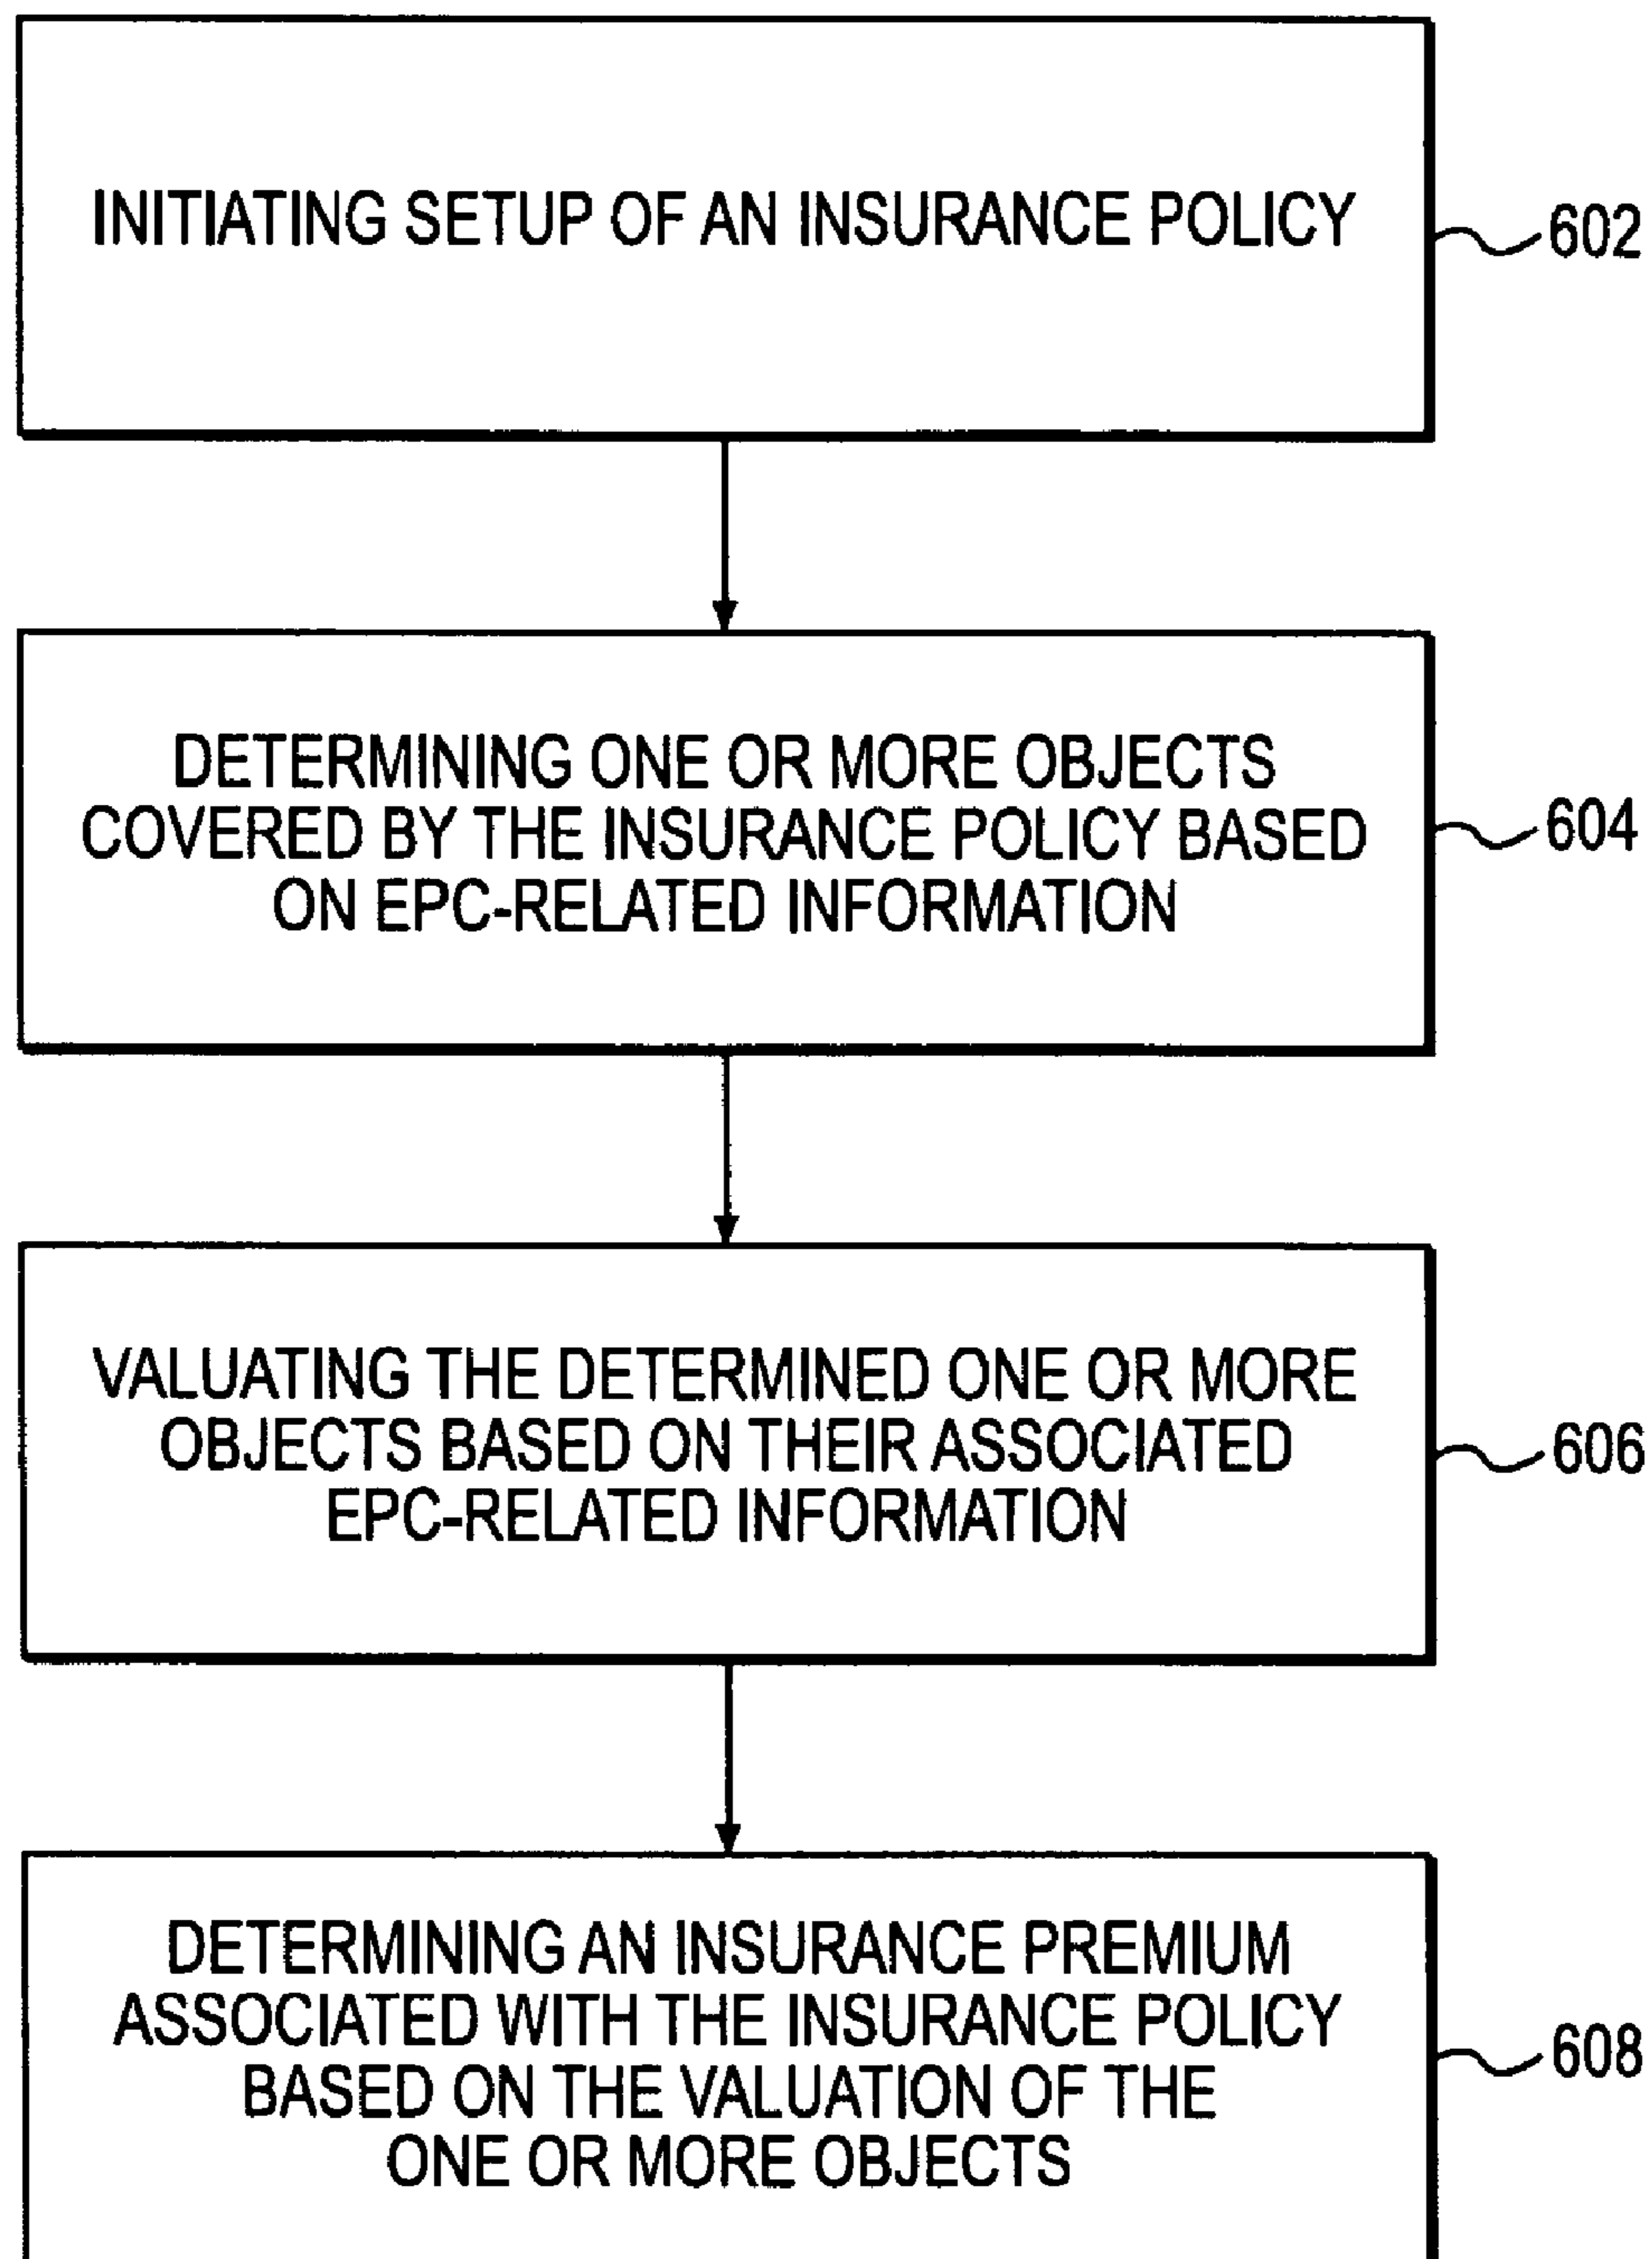 INITIATING SETUP OF AN INSURANCE POLICY
602
DETERMINING ONE OR MORE OBJECTS
COVERED BY THE INSURANCE POLICY BASED
ON EPC-RELATED INFORMATION
604
VALUATING THE DETERMINED ONE OR MORE
OBJECTS BASED ON THEIR ASSOCIATED
EPC-RELATED INFORMATION
606
DETERMINING AN INSURANCE PREMIUM
ASSOCIATED WITH THE INSURANCE POLICY
BASED ON THE VALUATION OF THE
ONE OR MORE OBJECTS
608